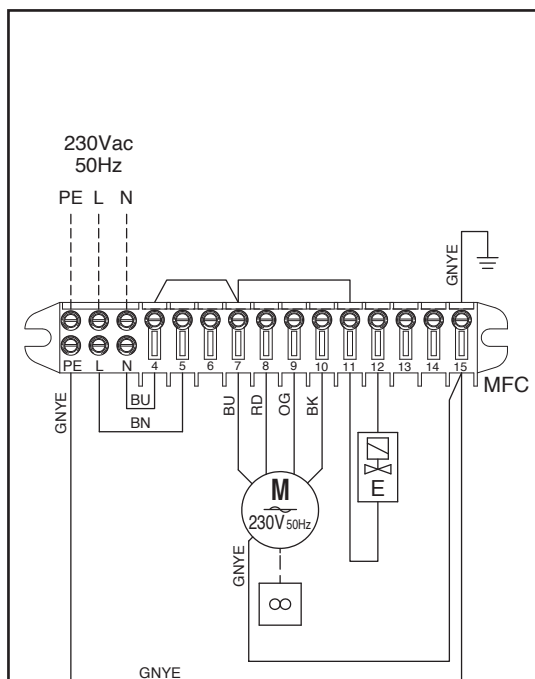 230Vac
50Hz
PE L N
GNYE
PE L N 4 5 6 7 8 9 10 11 12 13 14 15
MFC
GNYE
BU
BN
BU
RD
OG
BK
E
M
230V 50Hz
GNYE
8
GNYE